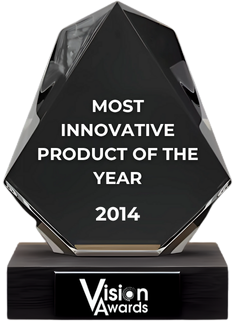 MOST
INNOVATIVE
PRODUCT OF THE
YEAR
2014
Vision
Awards